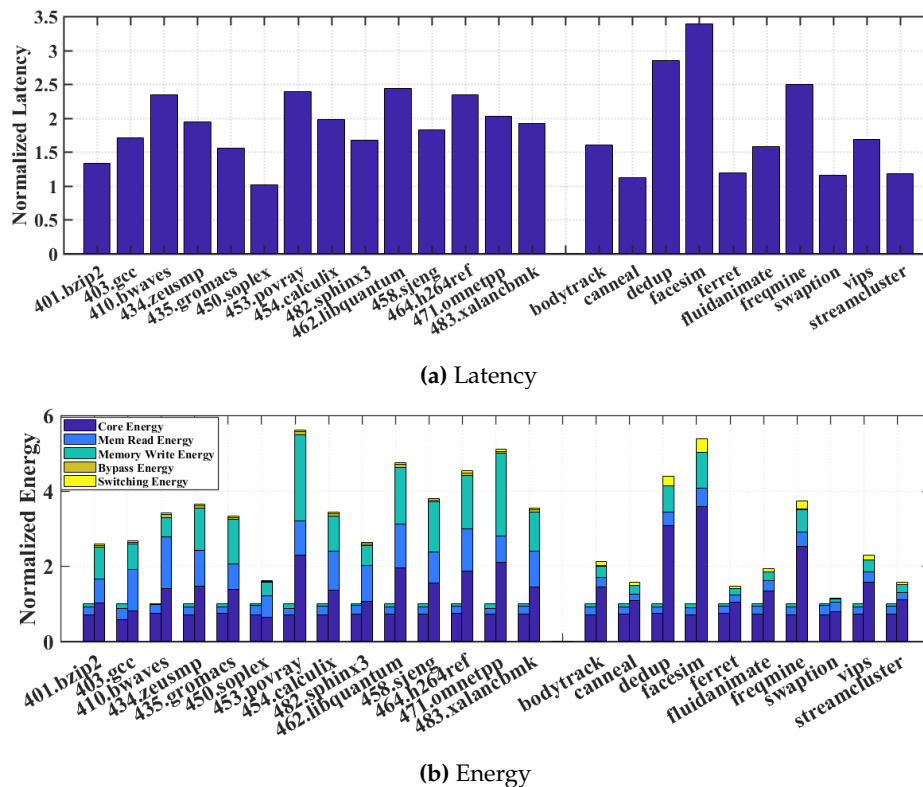 Normalized Latency
3.5
3
2.5
2
1.5
1
0.5
0
401.bzip2
403.gcc
410.bwaves
434.zeusmp
435.gromacs
450.soplex
453.povray
454.calculix
482.sphinx3
462.libquantum
458.sjeng
464.h264ref
471.omnetpp
483.xalancbmk
bodytrack
canneal
dedup
facesim
ferret
fluidanimate
freqmine
swaption
vips
streamcluster
(a) Latency
Normalized Energy
6
4
2
0
Core Energy
Mem Read Energy
Memory Write Energy
Bypass Energy
Switching Energy
401.bzip2
403.gcc
410.bwaves
434.zeusmp
435.gromacs
450.soplex
453.povray
454.calculix
482.sphinx3
462.libquantum
458.sjeng
464.h264ref
471.omnetpp
483.xalancbmk
bodytrack
canneal
dedup
facesim
ferret
fluidanimate
freqmine
swaption
vips
streamcluster
(b) Energy